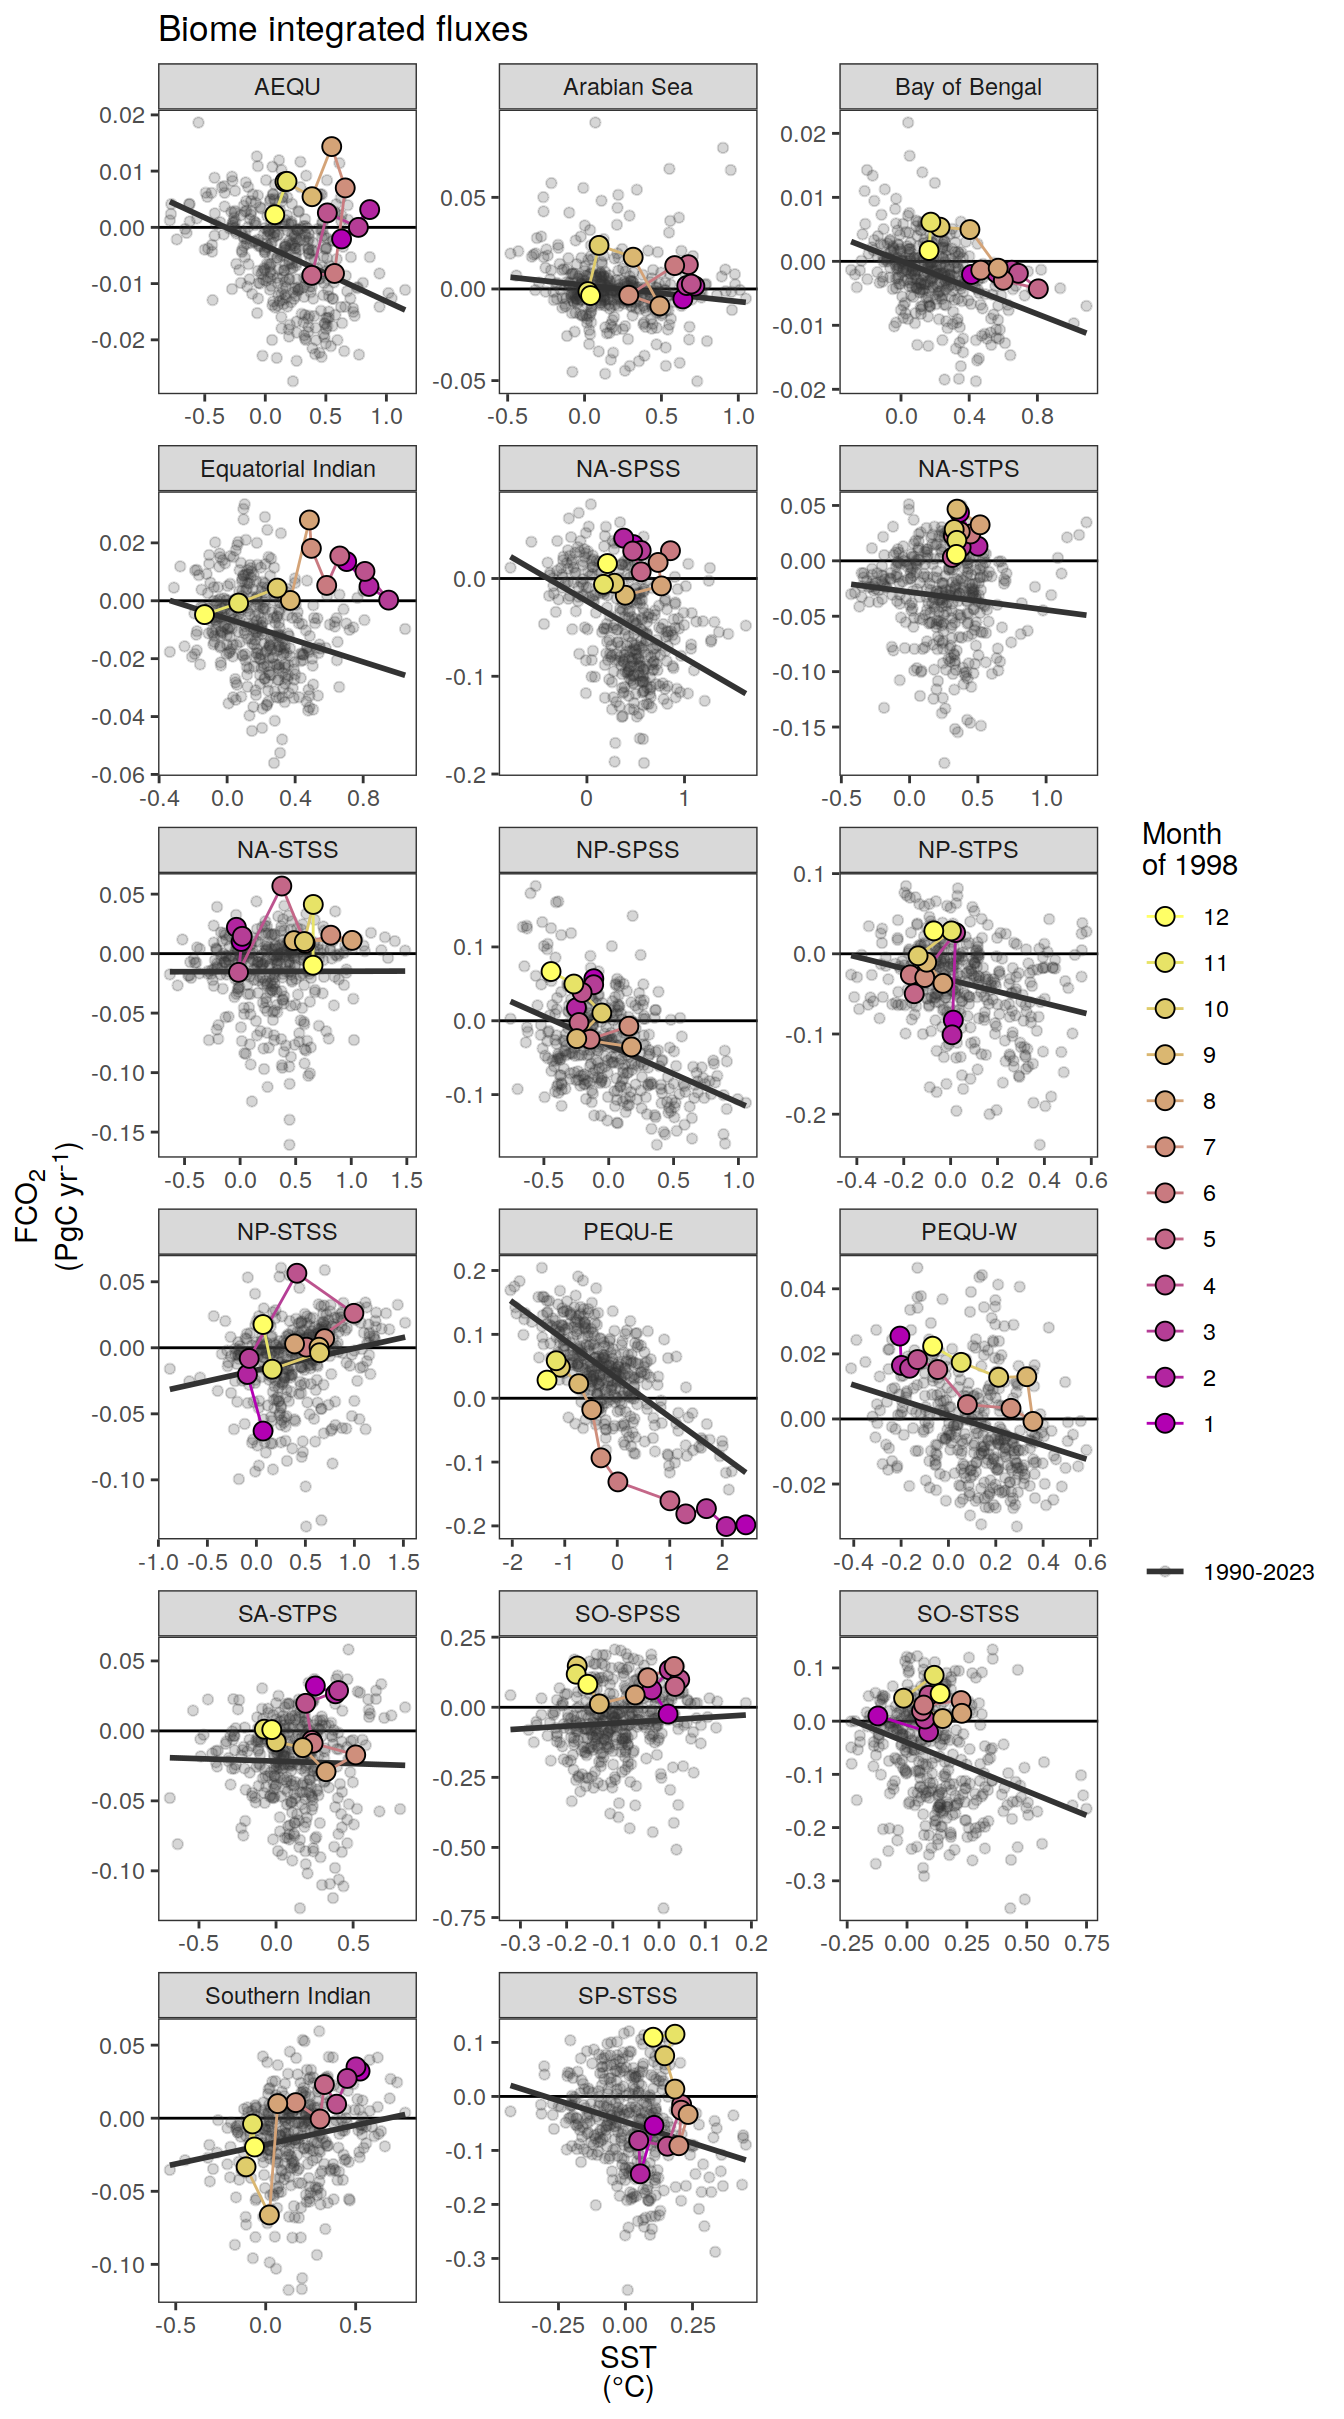 Biome integrated fluxes
AEQU
Arabian Sea
Bay of Bengal
0.02
0.01
0.00
-0.01
-0.02
0.05
0.00
-0.05
0.02
0.01
0.00
-0.01
-0.02
-0.5 0.0 0.5 1.0
-0.5 0.0 0.5 1.0
0.0 0.4 0.8
Equatorial Indian
NA-SPSS
NA-STPS
0.02
0.00
-0.02
-0.04
-0.06
0.0
-0.1
-0.2
0.05
0.00
-0.05
-0.10
-0.15
-0.4 0.0 0.4 0.8
0 1
-0.5 0.0 0.5 1.0
NA-STSS
NP-SPSS
NP-STPS
0.05
0.00
-0.05
-0.10
-0.15
0.1
0.0
-0.1
0.1
0.0
-0.1
-0.2
-0.5 0.0 0.5 1.0 1.5
-0.5 0.0 0.5 1.0
-0.4 -0.2 0.0 0.2 0.4 0.6
NP-STSS
PEQU-E
PEQU-W
0.05
0.00
-0.05
-0.10
0.2
0.1
0.0
-0.1
-0.2
0.04
0.02
0.00
-0.02
-1.0 -0.5 0.0 0.5 1.0 1.5
-2 -1 0 1 2
-0.4 -0.2 0.0 0.2 0.4 0.6
SA-STPS
SO-SPSS
SO-STSS
0.05
0.00
-0.05
-0.10
0.25
0.00
-0.25
-0.50
-0.75
0.1
0.0
-0.1
-0.2
-0.3
-0.5 0.0 0.5
-0.3 -0.2 -0.1 0.0 0.1 0.2
-0.25 0.00 0.25 0.50 0.75
Southern Indian
SP-STSS
0.05
0.00
-0.05
-0.10
0.1
0.0
-0.1
-0.2
-0.3
-0.5 0.0 0.5
-0.25 0.00 0.25
SST
(°C)
FCO₂
(PgC yr⁻¹)
Month
of 1998
12
11
10
9
8
7
6
5
4
3
2
1
1990-2023